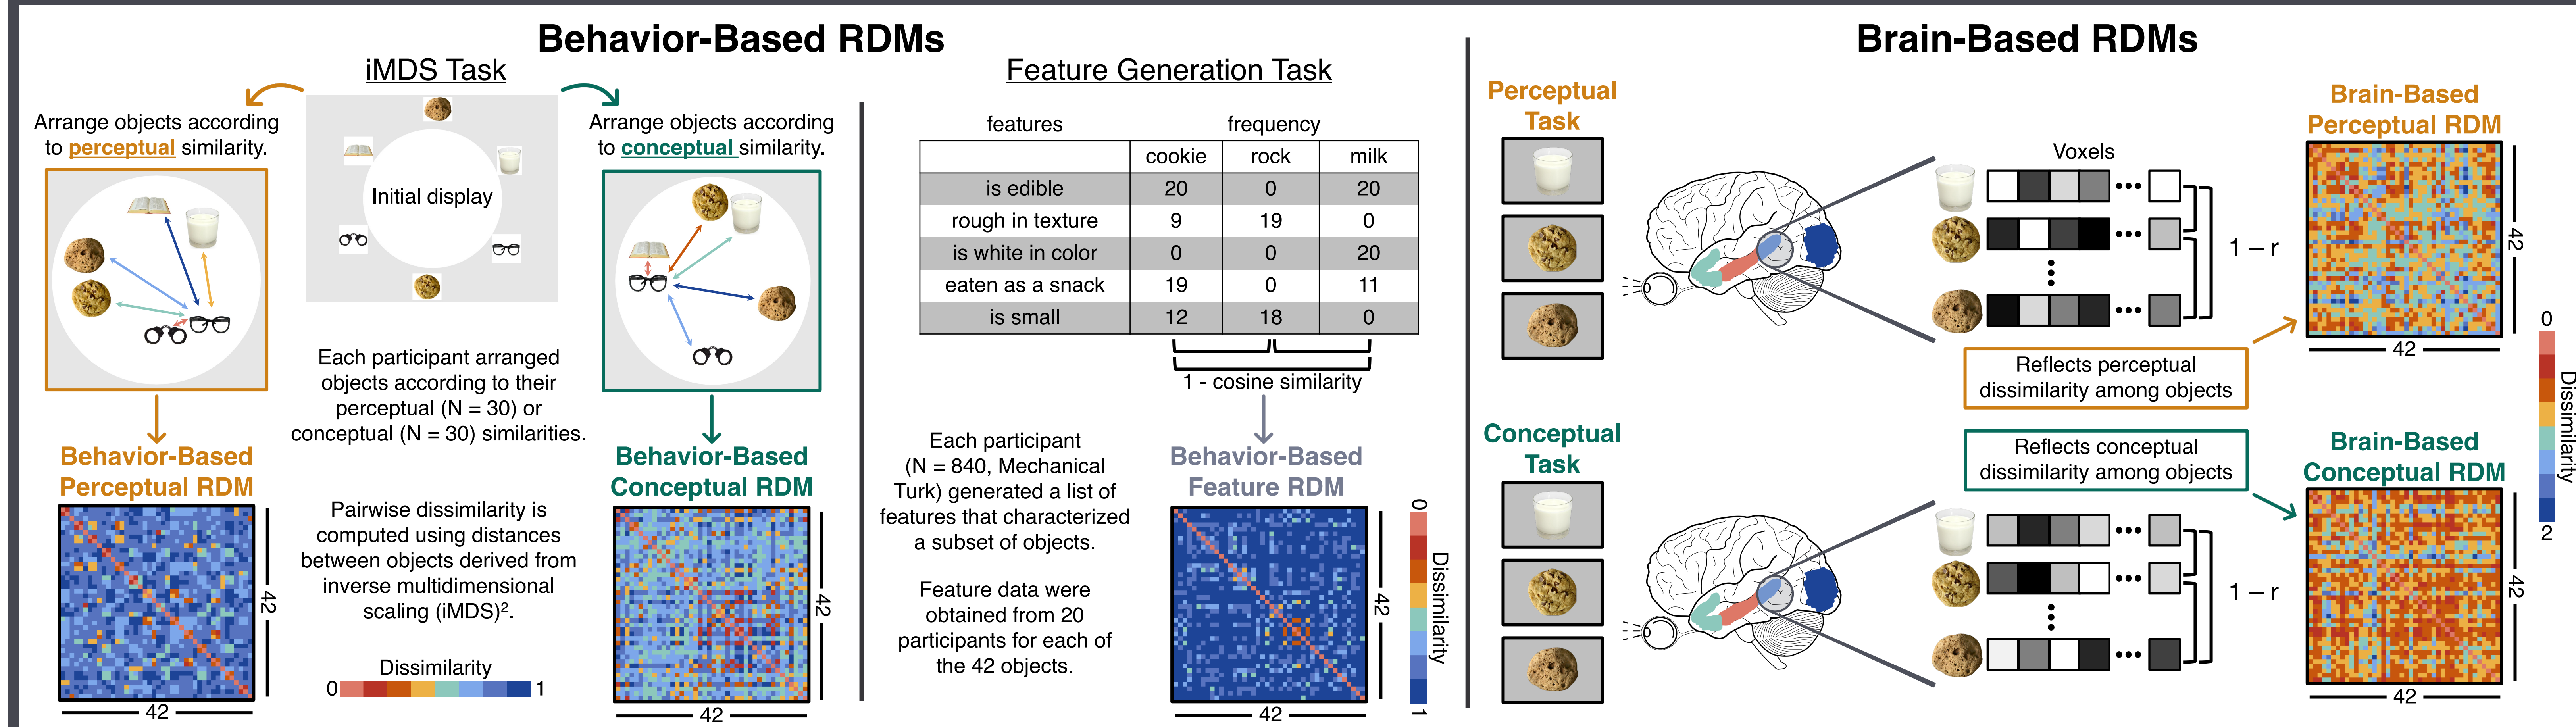 Behavior-Based RDMs
iMDS Task
Arrange objects according
to perceptual similarity.
Initial display
Arrange objects according
to conceptual similarity.
Each participant arranged
objects according to their
perceptual (N = 30) or
conceptual (N = 30) similarities.
Behavior-Based
Perceptual RDM
42
42
Pairwise dissimilarity is
computed using distances
between objects derived from
inverse multidimensional
scaling (iMDS)2.
Dissimilarity
0 1
Behavior-Based
Conceptual RDM
42
42
Feature Generation Task
features frequency
cookie rock milk
is edible 20 0 20
rough in texture 9 19 0
is white in color 0 0 20
eaten as a snack 19 0 11
is small 12 18 0
1 - cosine similarity
Each participant
(N = 840, Mechanical
Turk) generated a list of
features that characterized
a subset of objects.
Feature data were
obtained from 20
participants for each of
the 42 objects.
Behavior-Based
Feature RDM
42
42
0
Dissimilarity
1
Brain-Based RDMs
Perceptual
Task
Voxels
1 – r
Reflects perceptual
dissimilarity among objects
Brain-Based
Perceptual RDM
42
42
Conceptual
Task
1 – r
Reflects conceptual
dissimilarity among objects
Brain-Based
Conceptual RDM
42
42
0
Dissimilarity
2